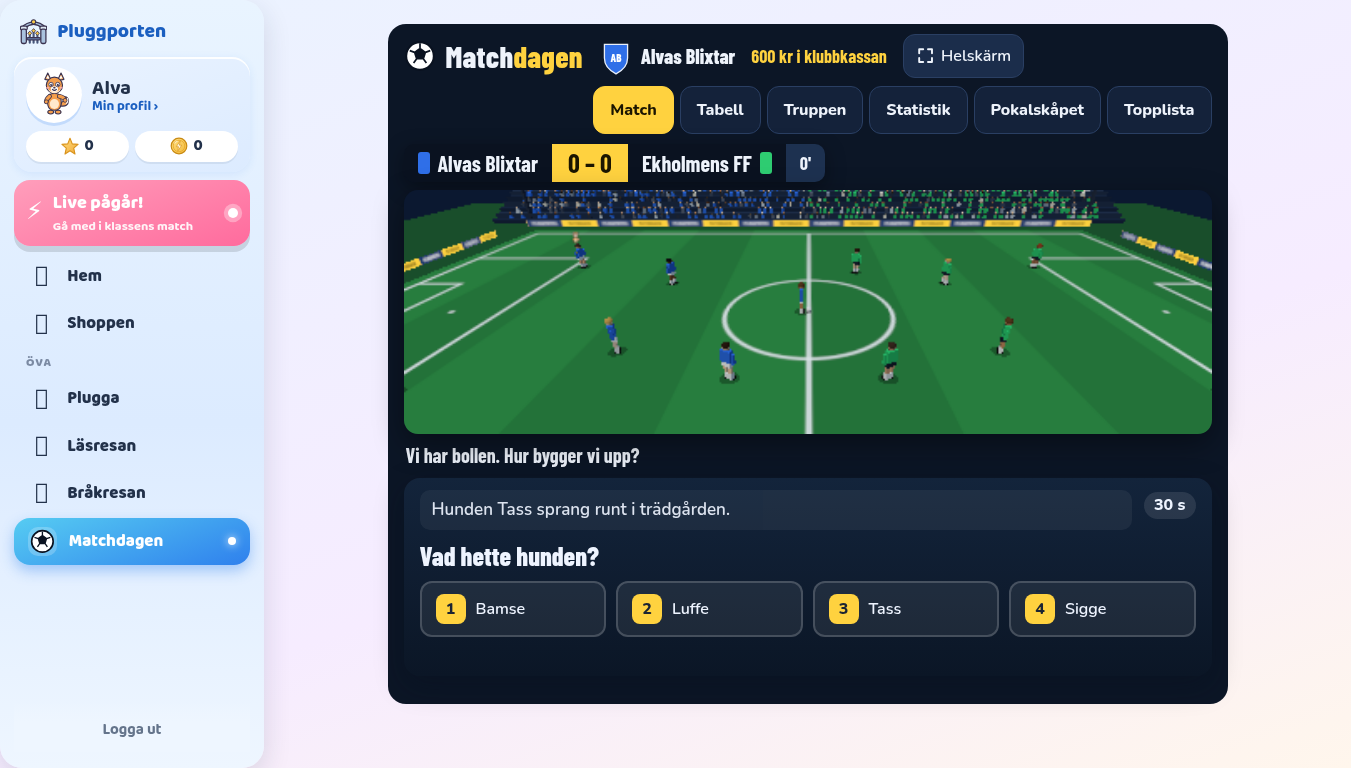 Pluggporten
Alva
Min profil ›
0
0
Live pågår!
Gå med i klassens match
Hem
Shoppen
ÖVA
Plugga
Läsresan
Bråkresan
Matchdagen
Logga ut
Matchdagen
AB
Alvas Blixtar
600 kr i klubbkassan
Helskärm
Match
Tabell
Truppen
Statistik
Pokalskåpet
Topplista
Alvas Blixtar
0 – 0
Ekholmens FF
0'
Vi har bollen. Hur bygger vi upp?
Hunden Tass sprang runt i trädgården.
30 s
Vad hette hunden?
1 Bamse
2 Luffe
3 Tass
4 Sigge